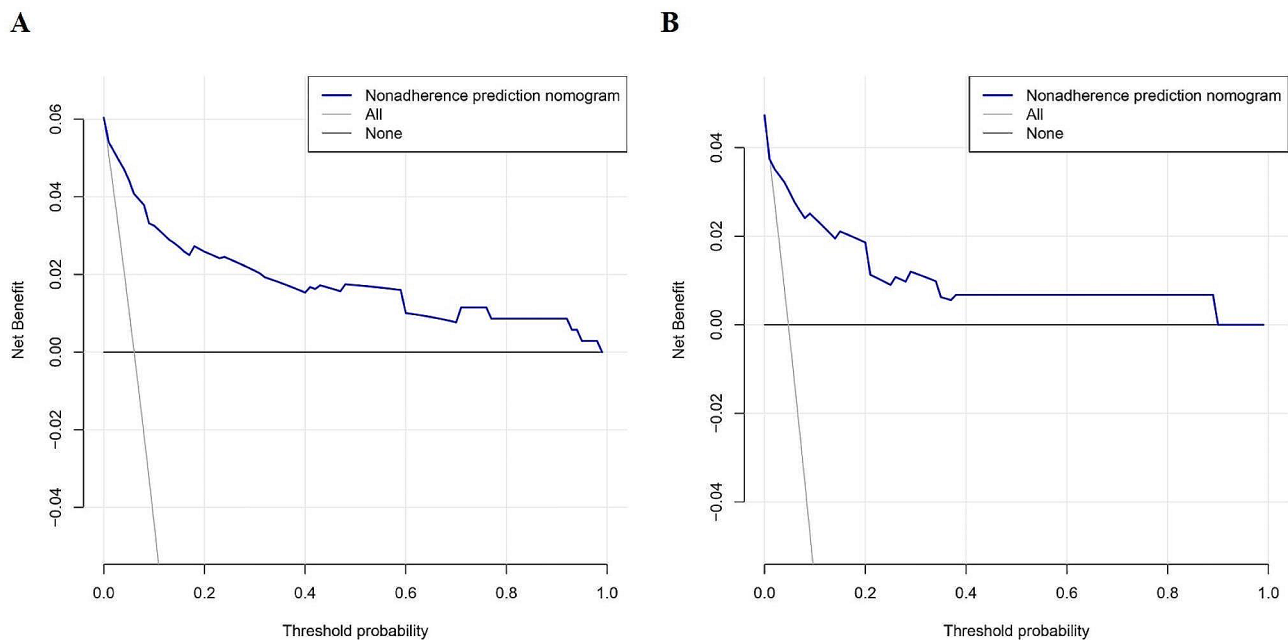 A
Nonadherence prediction nomogram
All
None
Net Benefit
0.06
0.04
0.02
0.00
−0.02
−0.04
0.0 0.2 0.4 0.6 0.8 1.0
Threshold probability
B
Nonadherence prediction nomogram
All
None
Net Benefit
0.04
0.02
0.00
−0.02
−0.04
0.0 0.2 0.4 0.6 0.8 1.0
Threshold probability